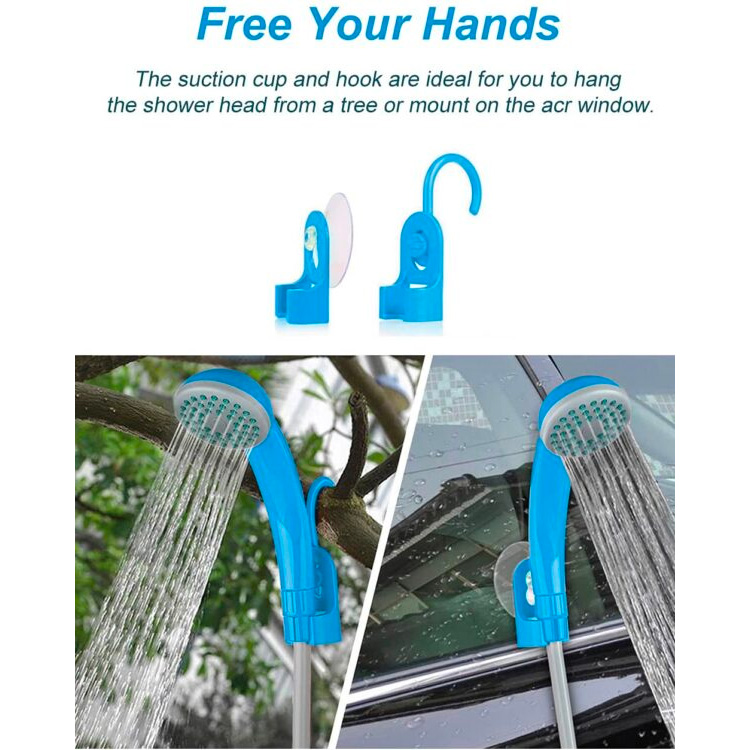 Free Your Hands
The suction cup and hook are ideal for you to hang
the shower head from a tree or mount on the acr window.